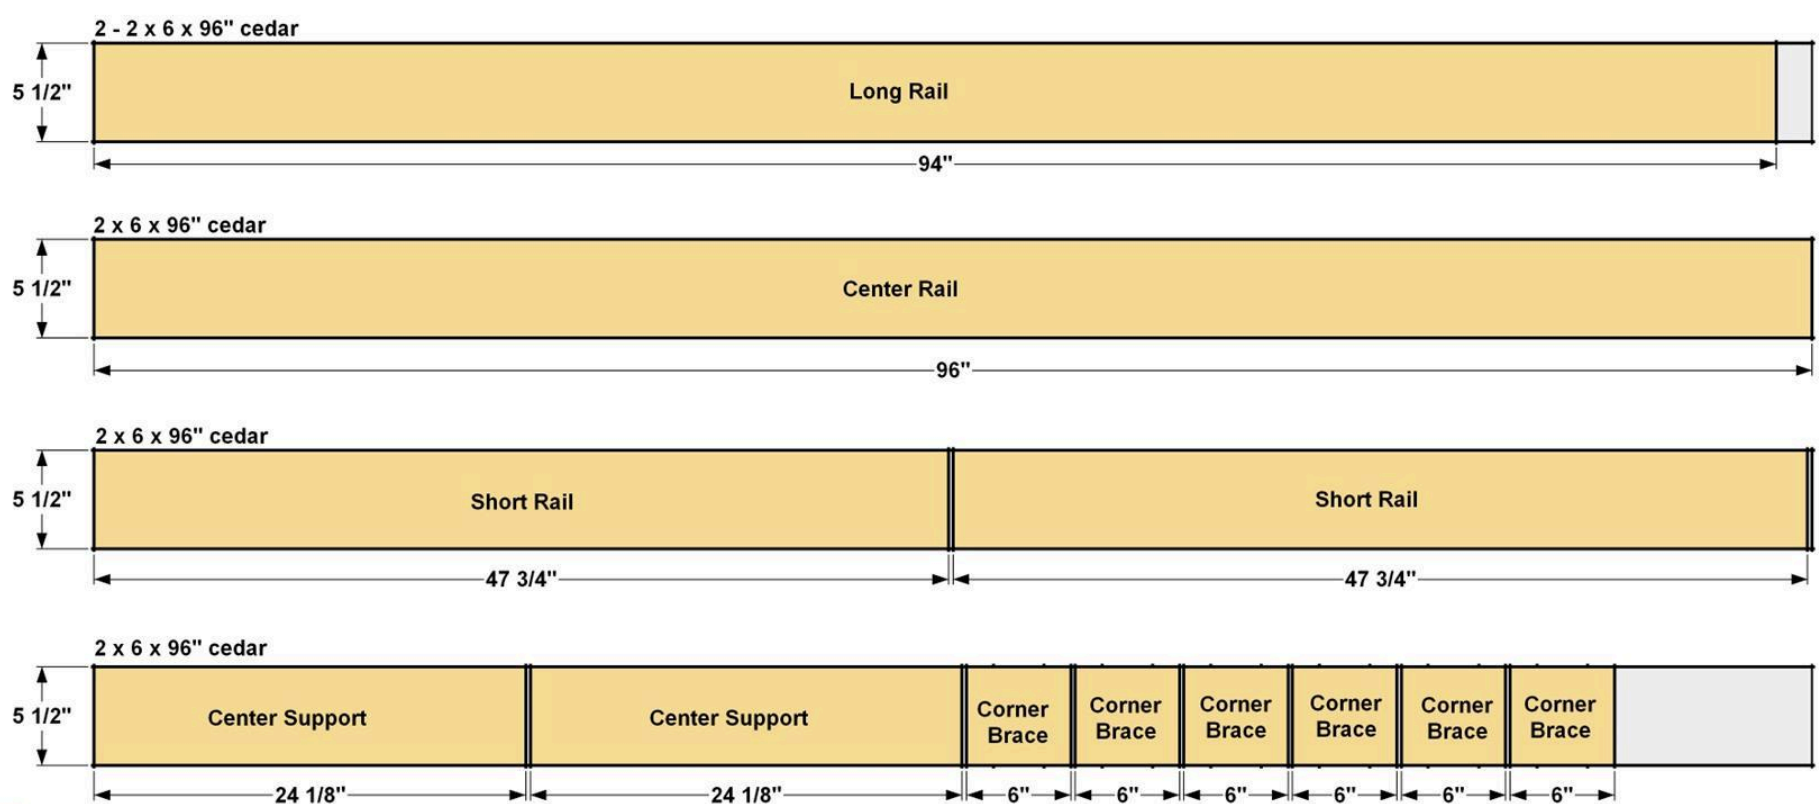 2 - 2 x 6 x 96" cedar
5 1/2"
Long Rail
94"
2 x 6 x 96" cedar
5 1/2"
Center Rail
96"
2 x 6 x 96" cedar
5 1/2"
Short Rail
Short Rail
47 3/4"
47 3/4"
2 x 6 x 96" cedar
5 1/2"
Center Support
Center Support
Corner
Brace
Corner
Brace
Corner
Brace
Corner
Brace
Corner
Brace
Corner
Brace
24 1/8"
24 1/8"
6"
6"
6"
6"
6"
6"